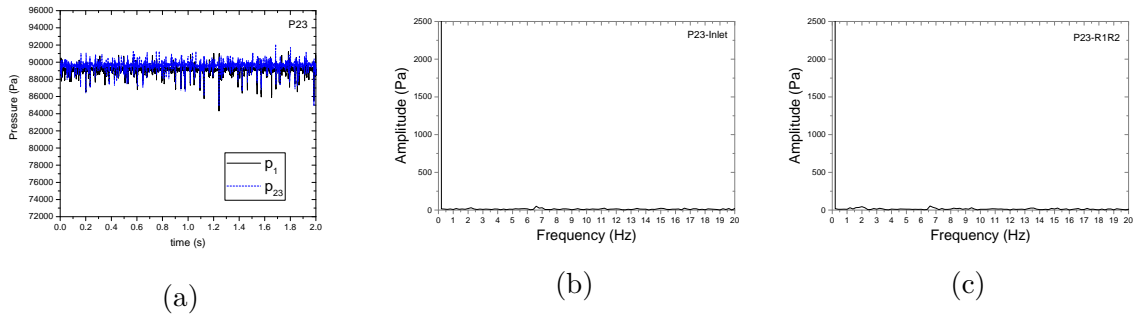 P23
96000
94000
92000
90000
88000
86000
84000
82000
80000
78000
76000
74000
72000
Pressure (Pa)
p1
p23
0.0 0.2 0.4 0.6 0.8 1.0 1.2 1.4 1.6 1.8 2.0
time (s)
(a)
P23-Inlet
2500
2000
1500
1000
500
0
Amplitude (Pa)
0 1 2 3 4 5 6 7 8 9 10 11 12 13 14 15 16 17 18 19 20
Frequency (Hz)
(b)
P23-R1R2
2500
2000
1500
1000
500
0
Amplitude (Pa)
0 1 2 3 4 5 6 7 8 9 10 11 12 13 14 15 16 17 18 19 20
Frequency (Hz)
(c)